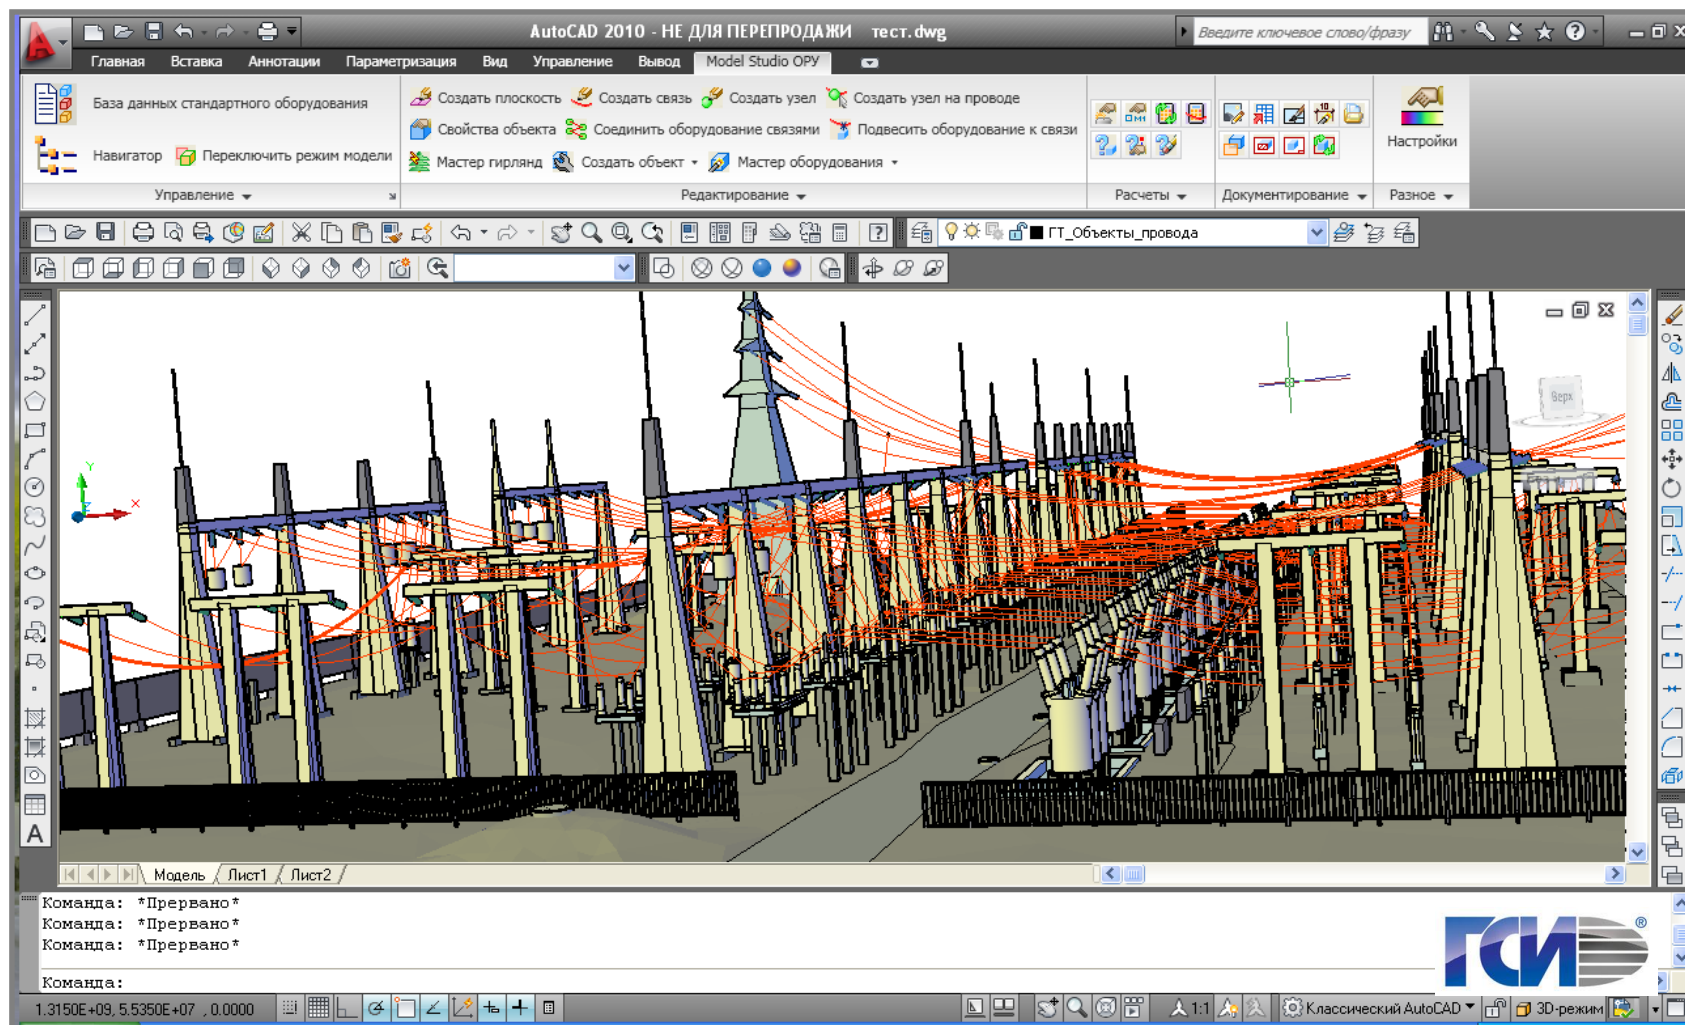 AutoCAD 2010 - НЕ ДЛЯ ПЕРЕПРОДАЖИ тест.dwg
Введите ключевое слово/фразу
Главная Вставка Аннотации Параметризация Вид Управление Вывод Model Studio ОРУ
База данных стандартного оборудования
Создать плоскость Создать связь Создать узел Создать узел на проводе
Свойства объекта Соединить оборудование связями Подвесить оборудование к связи
Навигатор Переключить режим модели
Мастер гирлянд Создать объект Мастер оборудования
Настройки
Управление Редактирование Расчеты Документирование Разное
ГТ_Объекты_провода
Верх
Y
X
Z
Модель Лист1 Лист2
Команда: *Прервано*
Команда: *Прервано*
Команда: *Прервано*
Команда:
ГСИ ®
1.3150E+09, 5.5350E+07 , 0.0000
1:1
Классический AutoCAD
3D-режим